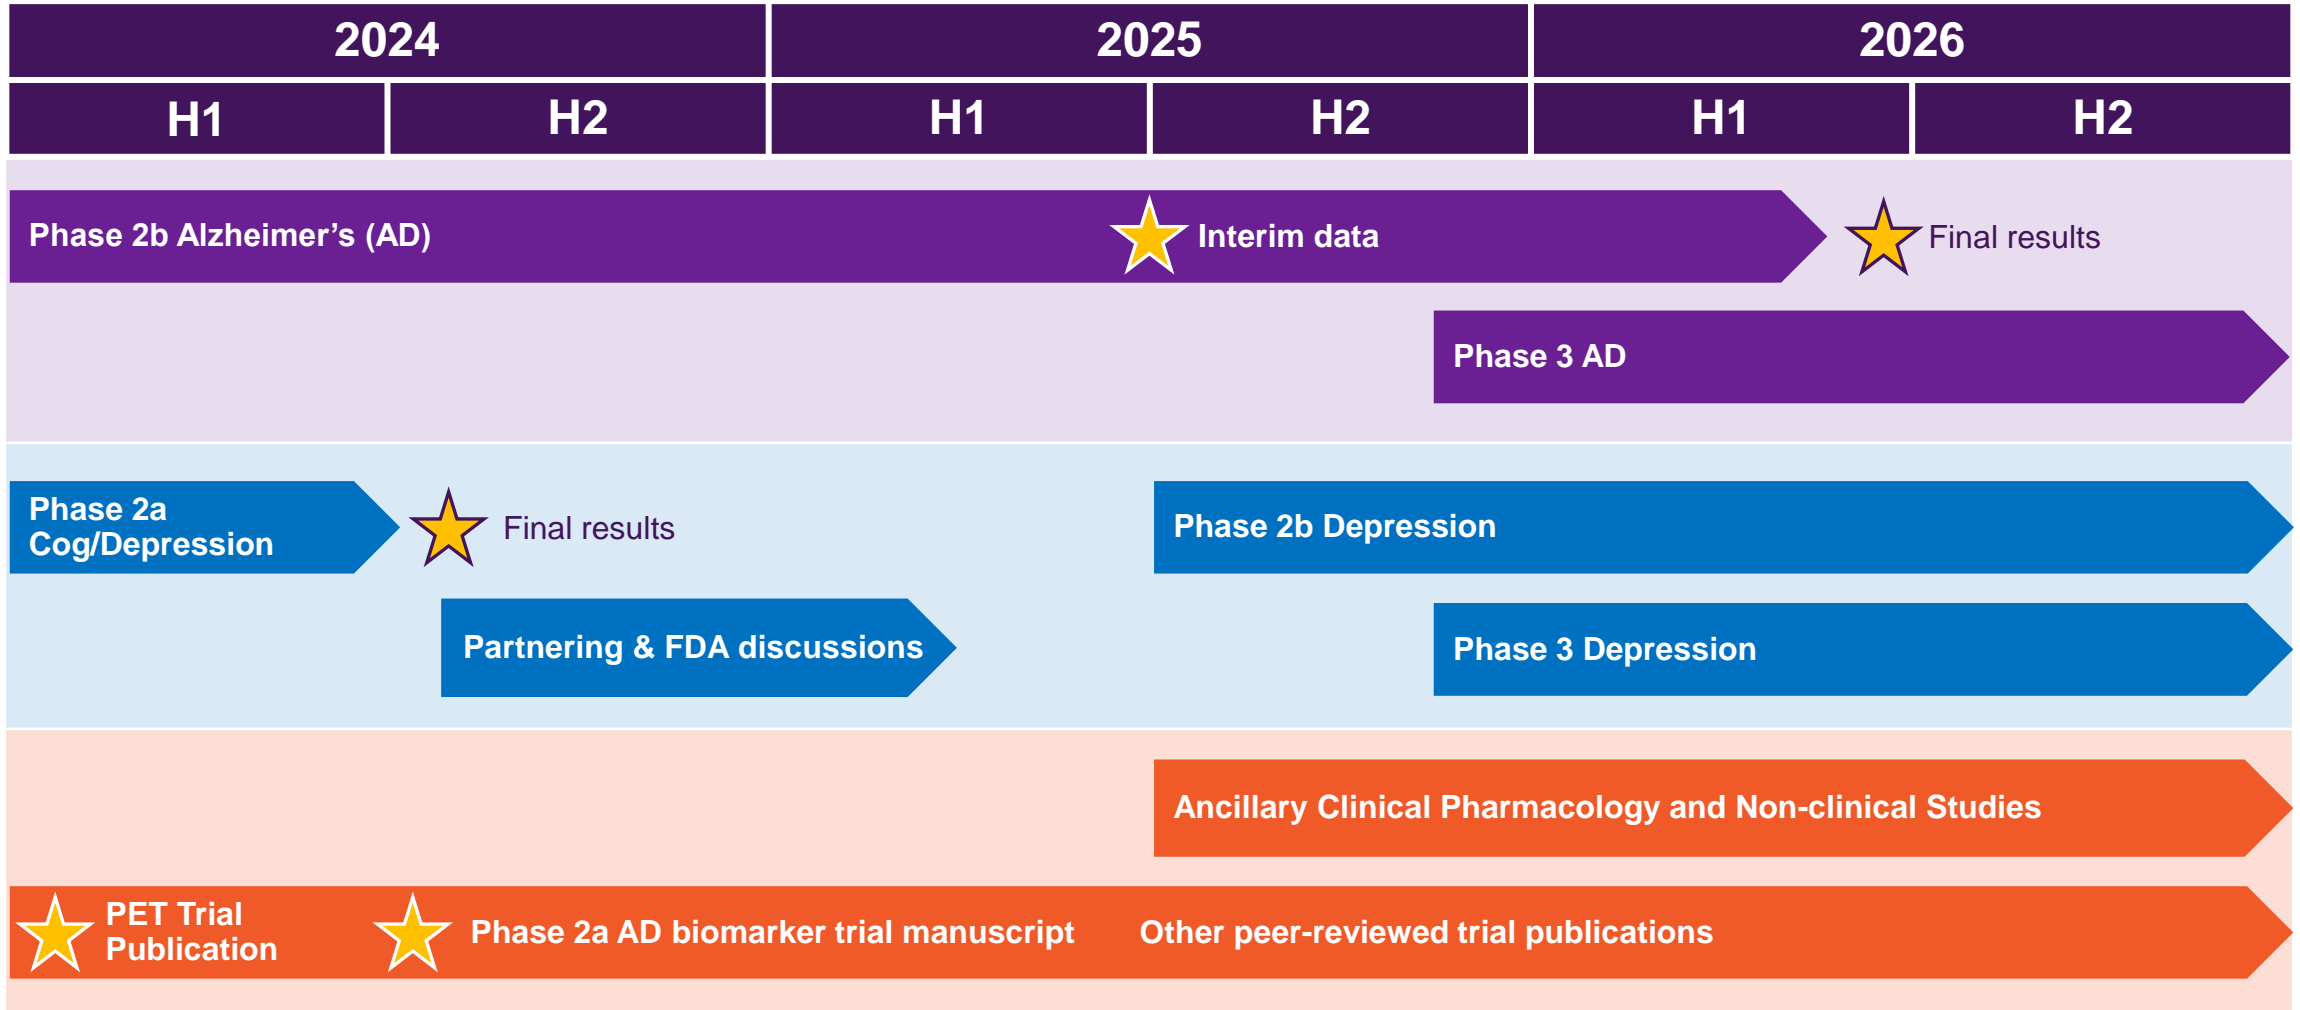 2024
2025
2026
H1
H2
H1
H2
H1
H2
Phase 2b Alzheimer’s (AD)
Interim data
Final results
Phase 3 AD
Phase 2a
Cog/Depression
Final results
Phase 2b Depression
Partnering & FDA discussions
Phase 3 Depression
Ancillary Clinical Pharmacology and Non-clinical Studies
PET Trial
Publication
Phase 2a AD biomarker trial manuscript
Other peer-reviewed trial publications